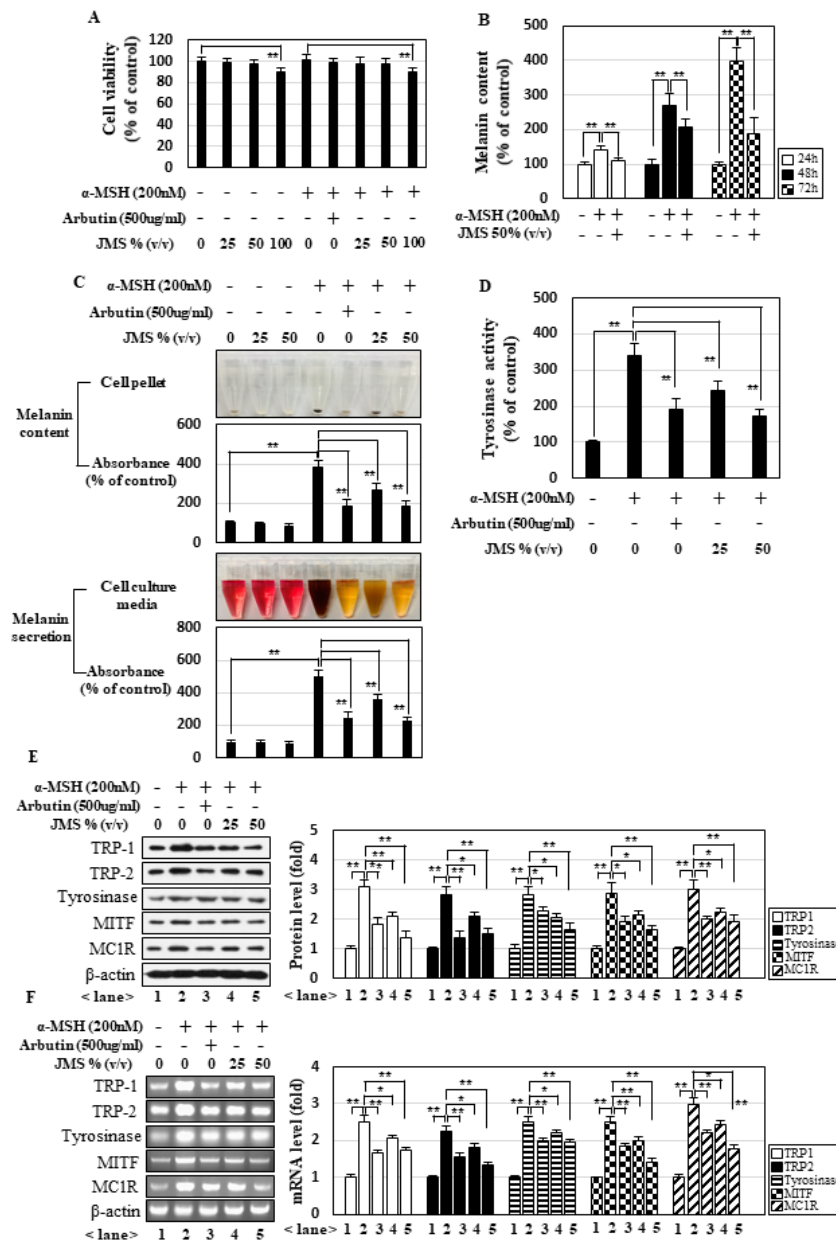 A
Cell viability
(% of control)
120
100
80
60
40
20
0
** **
α-MSH (200nM) - - - - + + + + +
Arbutin (500ug/ml) - - - - - + - - -
JMS % (v/v) 0 25 50 100 0 0 25 50 100
B
Melanin content
(% of control)
500
400
300
200
100
0
** ** ** ** ** **
24h
48h
72h
α-MSH (200nM) - + + - + + - + +
JMS 50% (v/v) - - + - - + - - +
C
α-MSH (200nM) - - - + + + +
Arbutin (500ug/ml) - - - - + - -
JMS % (v/v) 0 25 50 0 0 25 50
Melanin
content
Cell pellet
Absorbance
(% of control)
600
400
200
0
** ** ** **
Melanin
secretion
Cell culture
media
Absorbance
(% of control)
800
600
400
200
0
** ** ** **
D
Tyrosinase activity
(% of control)
500
400
300
200
100
0
** ** ** **
α-MSH (200nM) - + + + +
Arbutin (500ug/ml) - - + - -
JMS % (v/v) 0 0 0 25 50
E
α-MSH (200nM) - + + + +
Arbutin (500ug/ml) - - + - -
JMS % (v/v) 0 0 0 25 50
TRP-1
TRP-2
Tyrosinase
MITF
MC1R
β-actin
< lane > 1 2 3 4 5
Protein level (fold)
5
4
3
2
1
0
TRP1
TRP2
Tyrosinase
MITF
MC1R
< lane > 1 2 3 4 5 1 2 3 4 5 1 2 3 4 5 1 2 3 4 5 1 2 3 4 5
F
α-MSH (200nM) - + + + +
Arbutin (500ug/ml) - - + - -
JMS % (v/v) 0 0 0 25 50
TRP-1
TRP-2
Tyrosinase
MITF
MC1R
β-actin
< lane > 1 2 3 4 5
mRNA level (fold)
4
3
2
1
0
TRP1
TRP2
Tyrosinase
MITF
MC1R
< lane > 1 2 3 4 5 1 2 3 4 5 1 2 3 4 5 1 2 3 4 5 1 2 3 4 5